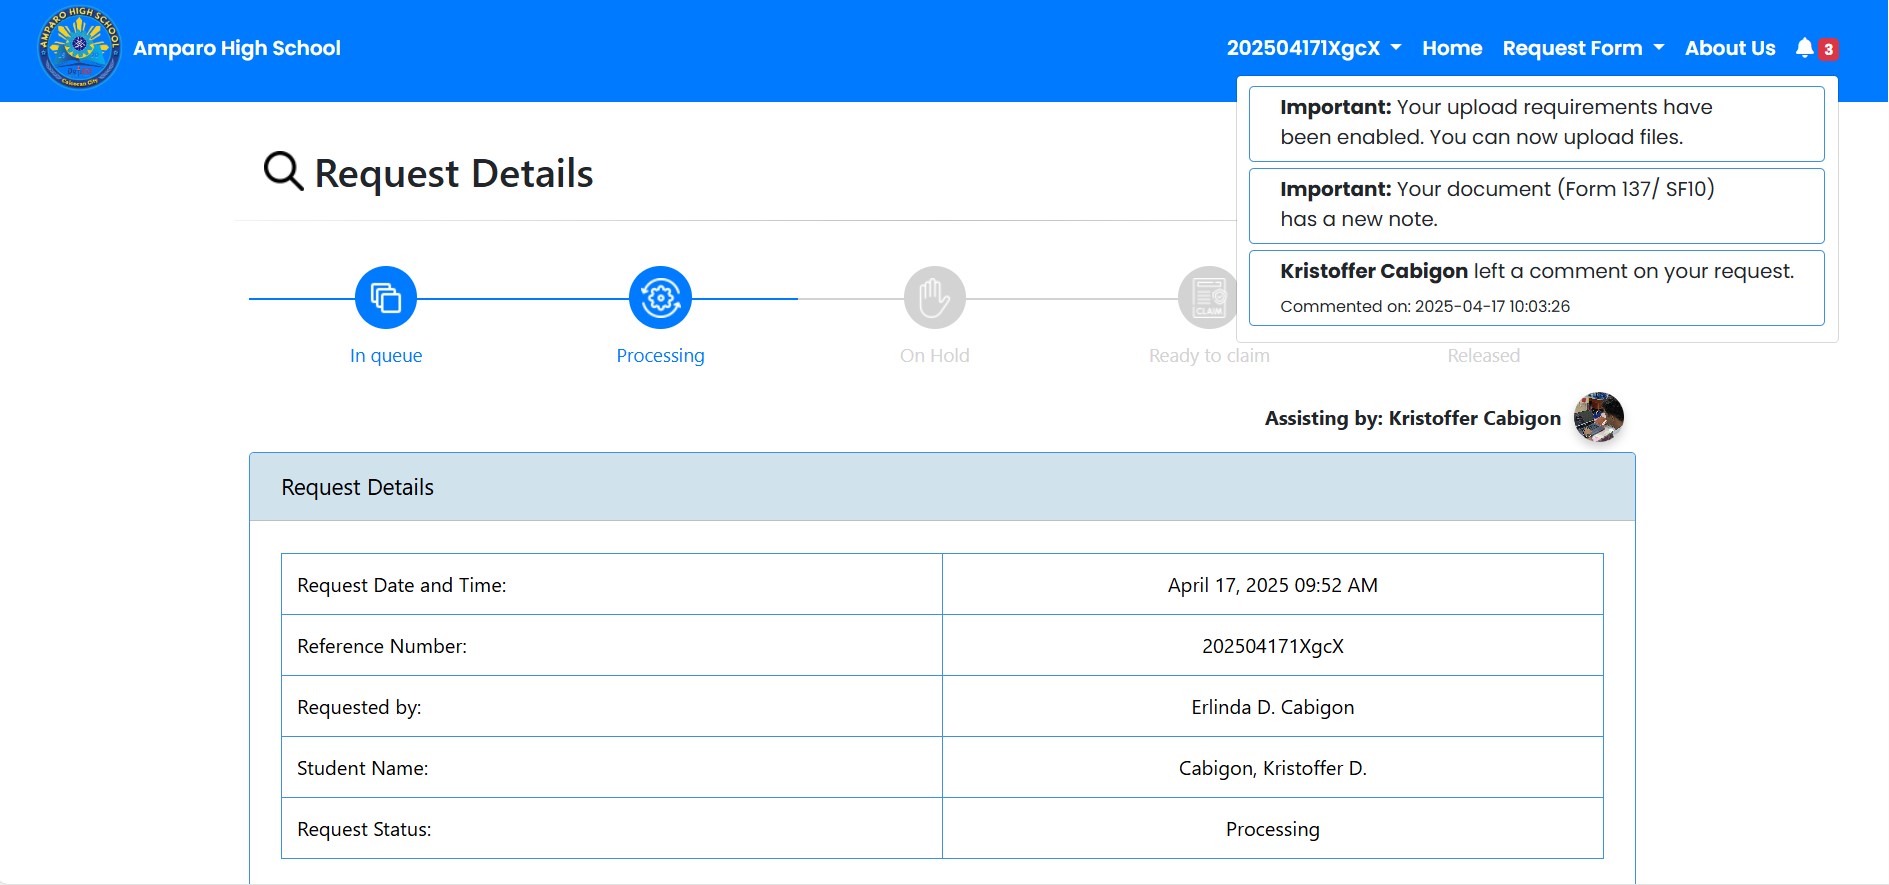 AMPARO HIGH SCHOOL
Caloocan City
Amparo High School
202504171XgcX
Home
Request Form
About Us
3
Important: Your upload requirements have
been enabled. You can now upload files.
Important: Your document (Form 137/ SF10)
has a new note.
Kristoffer Cabigon left a comment on your request.
Commented on: 2025-04-17 10:03:26
Request Details
CLAIM
In queue
Processing
On Hold
Ready to claim
Released
Assisting by: Kristoffer Cabigon
Request Details
Request Date and Time:
April 17, 2025 09:52 AM
Reference Number:
202504171XgcX
Requested by:
Erlinda D. Cabigon
Student Name:
Cabigon, Kristoffer D.
Request Status:
Processing